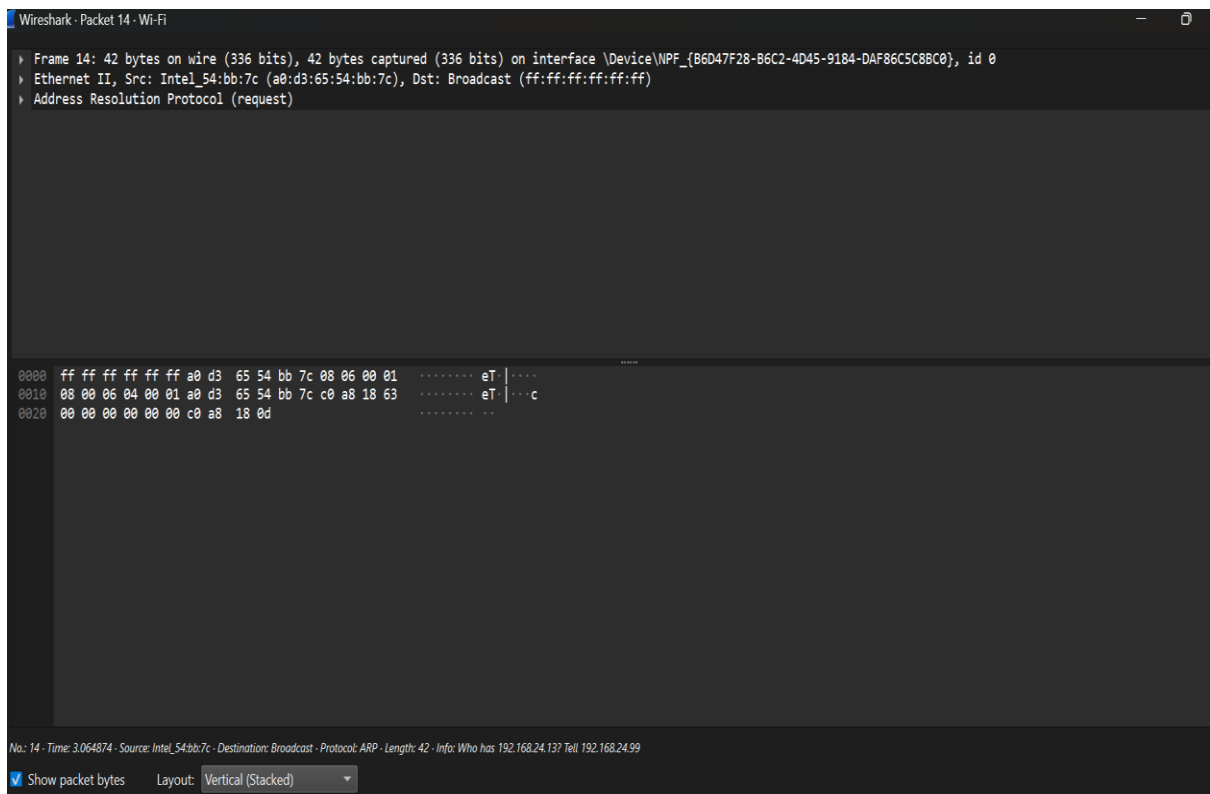 Wireshark · Packet 14 · Wi-Fi
Frame 14: 42 bytes on wire (336 bits), 42 bytes captured (336 bits) on interface \Device\NPF_{B6D47F28-B6C2-4D45-9184-DAF86C5C8BC0}, id 0
Ethernet II, Src: Intel_54:bb:7c (a0:d3:65:54:bb:7c), Dst: Broadcast (ff:ff:ff:ff:ff:ff)
Address Resolution Protocol (request)
0000 ff ff ff ff ff ff a0 d3 65 54 bb 7c 08 06 00 01 ········ eT·|····
0010 08 00 06 04 00 01 a0 d3 65 54 bb 7c c0 a8 18 63 ········ eT·|···c
0020 00 00 00 00 00 00 c0 a8 18 0d ········ ··
No.: 14 · Time: 3.064874 · Source: Intel_54:bb:7c · Destination: Broadcast · Protocol: ARP · Length: 42 · Info: Who has 192.168.24.13? Tell 192.168.24.99
Show packet bytes Layout: Vertical (Stacked)